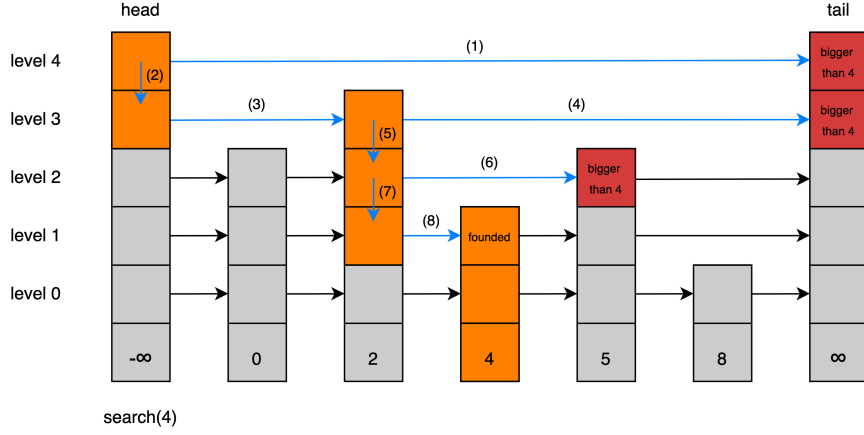 head tail
level 4 (1) bigger
(2) than 4
level 3 (3) (4) bigger
(5) than 4
level 2 (6) bigger
(7) than 4
level 1 (8) founded
level 0
-∞ 0 2 4 5 8 ∞
search(4)